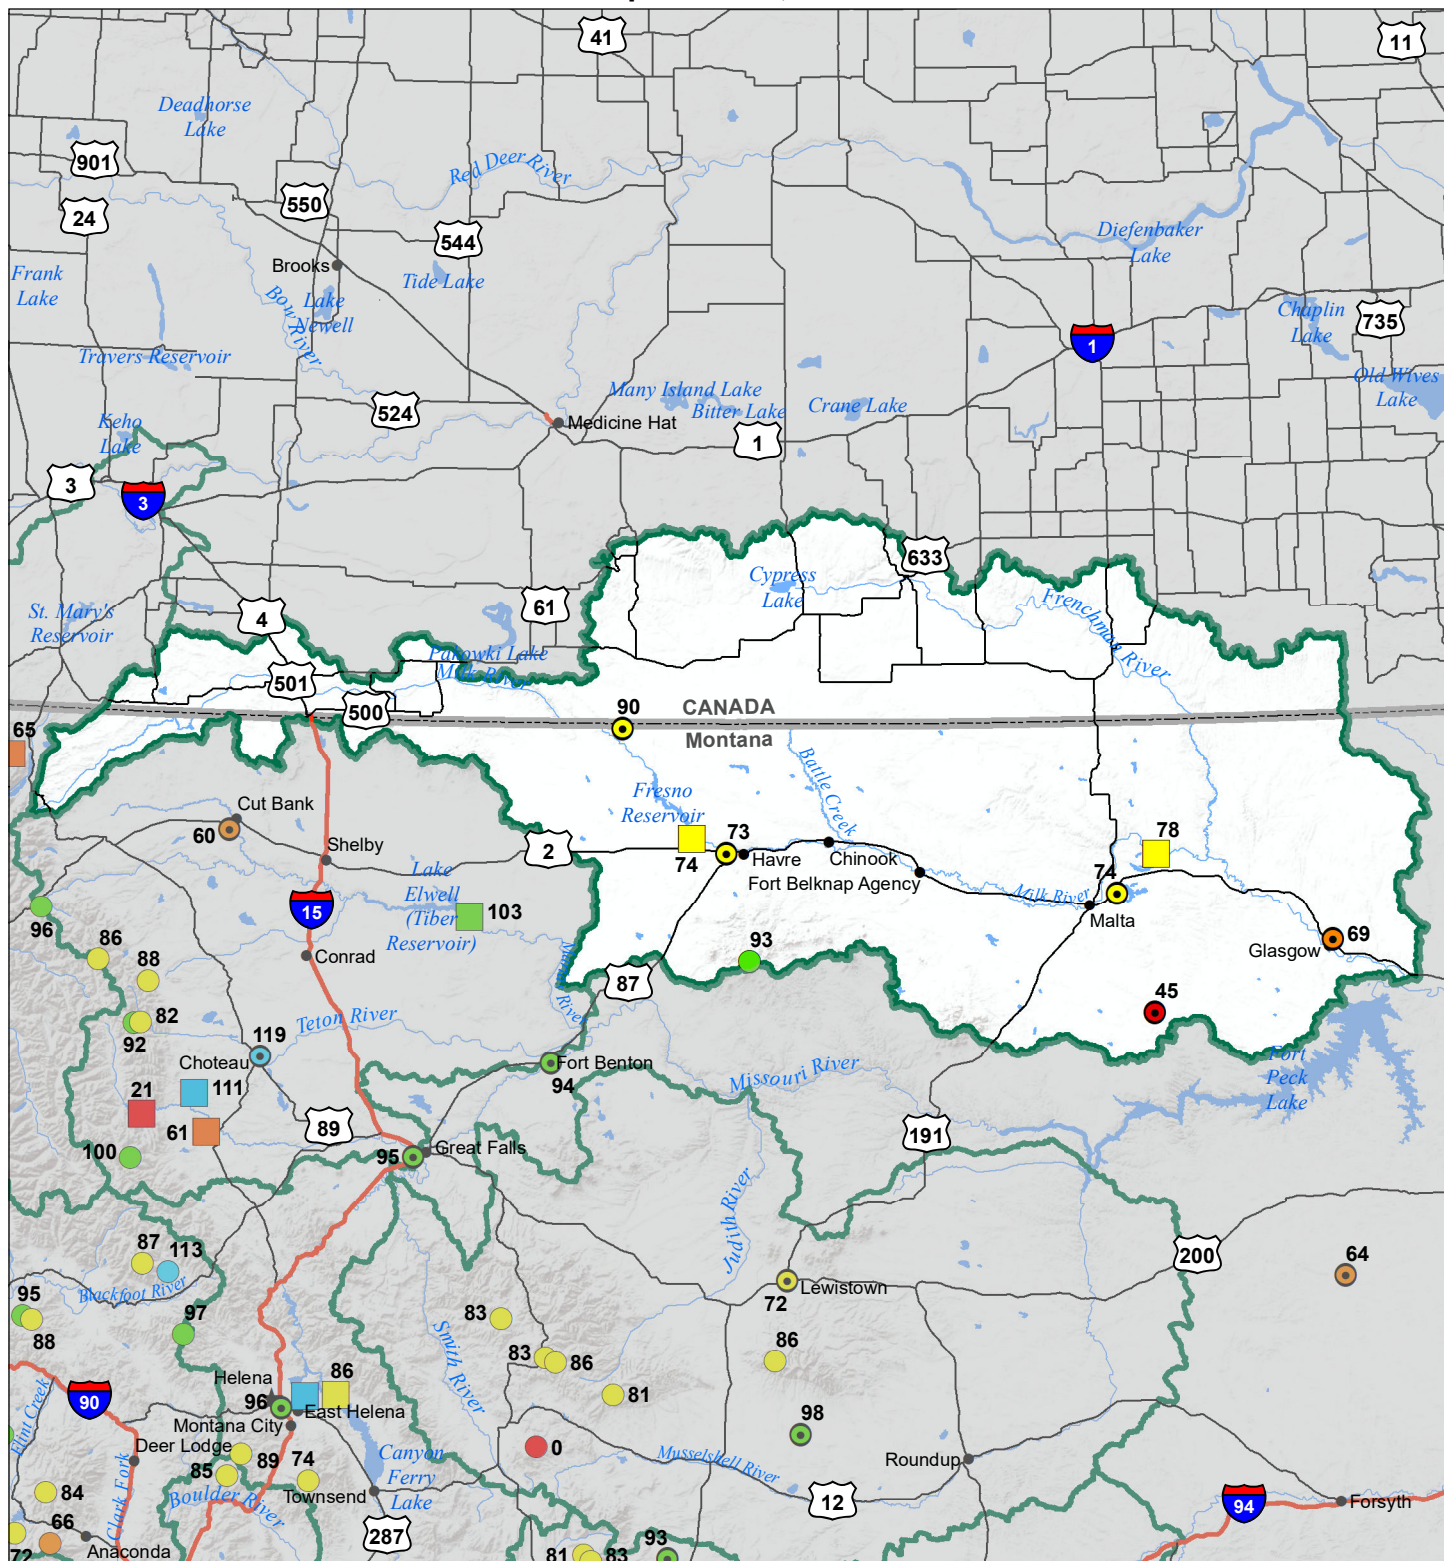 41
11
Deadhorse
Lake
901
Red Deer River
550
24
544
Diefenbaker
Lake
Brooks
Frank
Lake
Tide Lake
Lake
Newell
Bow River
Chaplin
Lake
735
1
Travers Reservoir
Old Wives
Lake
Many Island Lake
Bitter Lake
Crane Lake
524
Keho
Lake
Medicine Hat
1
3
3
633
Cypress
Lake
61
Frenchman River
St. Mary's
Reservoir
4
Pakowki Lake
Milk River
501
500
90
CANADA
Montana
65
Battle Creek
Fresno
Reservoir
Cut Bank
60
73
78
Shelby
2
74
Havre
Chinook
Fort Belknap Agency
74
Lake
Elwell
(Tiber
Reservoir)
103
Milk River
Malta
15
96
86
88
Conrad
93
Glasgow
69
87
Marias River
45
82
92
Teton River
119
Choteau
Fort Benton
94
Missouri River
Fort
Peck
Lake
21
111
61
89
191
100
95
Great Falls
Judith River
87
113
Blackfoot River
200
64
95
88
97
83
Lewistown
72
Smith River
83
86
86
81
Helena
96
86
East Helena
Montana City
90
Flint Creek
98
0
Deer Lodge
89
85
74
Canyon
Ferry
Lake
Musselshell River
Roundup
84
Clark Fork
Boulder River
Townsend
12
94
Forsyth
66
72
Anaconda
287
81
83
93